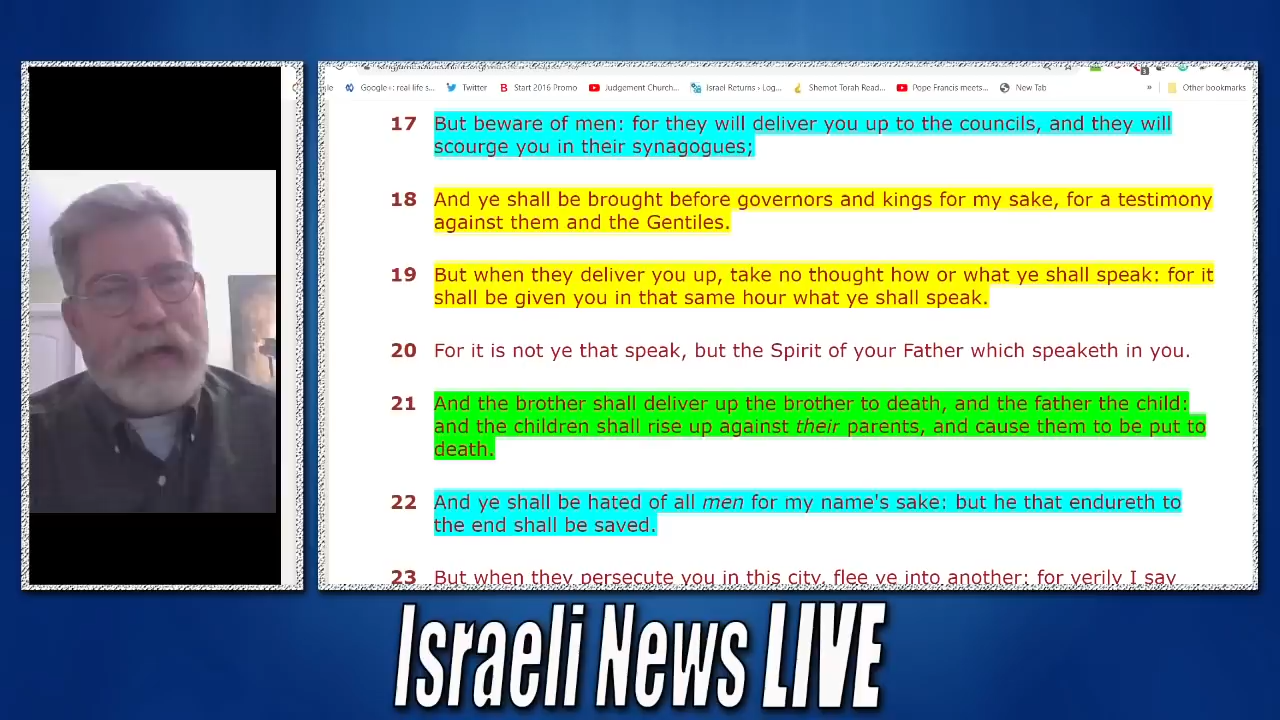 Google+: real life s...
Twitter
Start 2016 Promo
Judgement Church...
Israel Returns › Log...
Shemot Torah Read...
Pope Francis meets...
New Tab
»
Other bookmarks
17 But beware of men: for they will deliver you up to the councils, and they will
scourge you in their synagogues;
18 And ye shall be brought before governors and kings for my sake, for a testimony
against them and the Gentiles.
19 But when they deliver you up, take no thought how or what ye shall speak: for it
shall be given you in that same hour what ye shall speak.
20 For it is not ye that speak, but the Spirit of your Father which speaketh in you.
21 And the brother shall deliver up the brother to death, and the father the child:
and the children shall rise up against their parents, and cause them to be put to
death.
22 And ye shall be hated of all men for my name's sake: but he that endureth to
the end shall be saved.
23 But when they persecute you in this city, flee ye into another: for verily I say
Israeli News LIVE